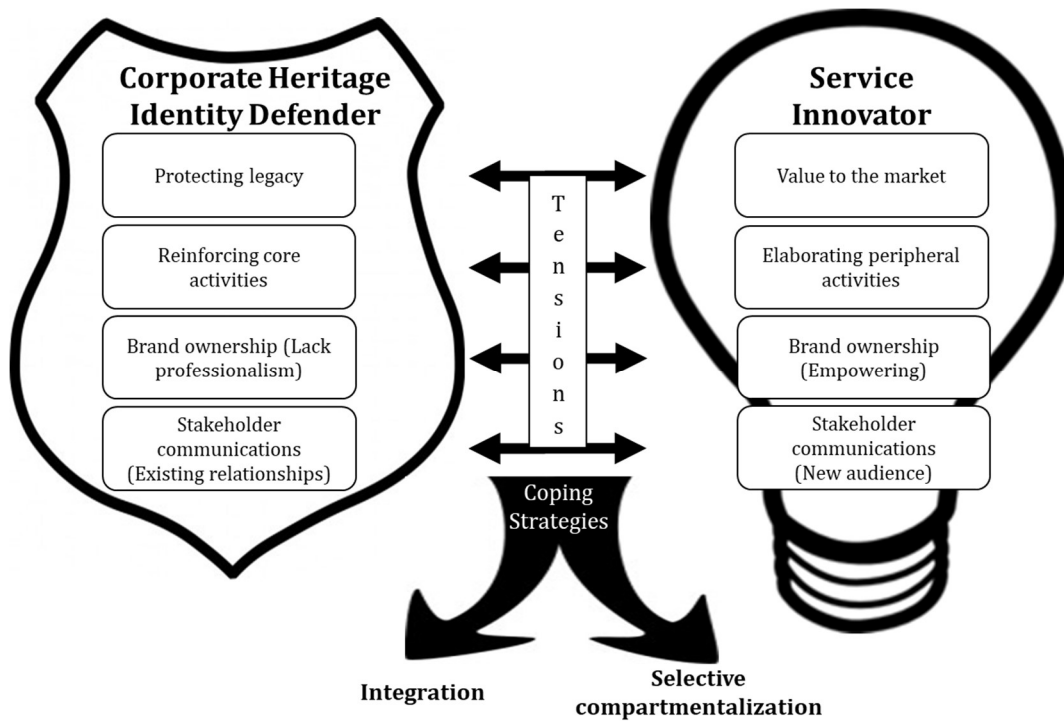 Corporate Heritage
Identity Defender
Protecting legacy
Reinforcing core
activities
Brand ownership (Lack
professionalism)
Stakeholder
communications
(Existing relationships)
Tensions
Service
Innovator
Value to the market
Elaborating peripheral
activities
Brand ownership
(Empowering)
Stakeholder
communications
(New audience)
Coping
Strategies
Integration
Selective
compartmentalization